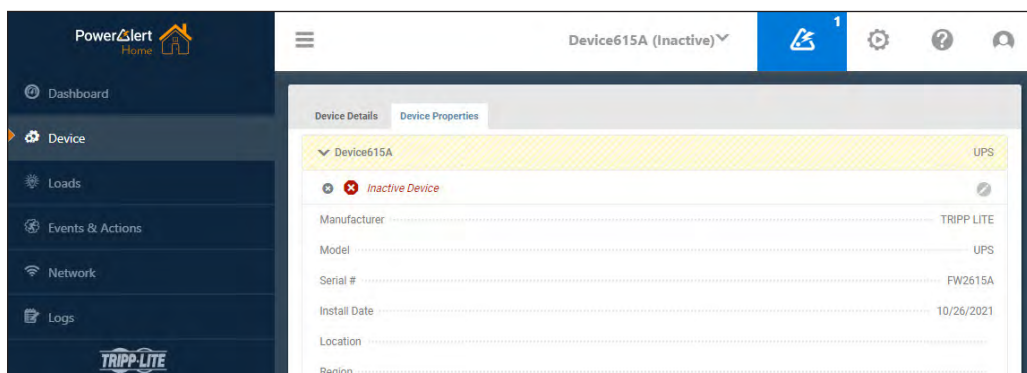 PowerAlert
Home
Device615A (Inactive)
1
Dashboard
Device
Loads
Events & Actions
Network
Logs
TRIPP·LITE
Device Details Device Properties
Device615A UPS
Inactive Device
Manufacturer TRIPP LITE
Model UPS
Serial # FW2615A
Install Date 10/26/2021
Location
Region